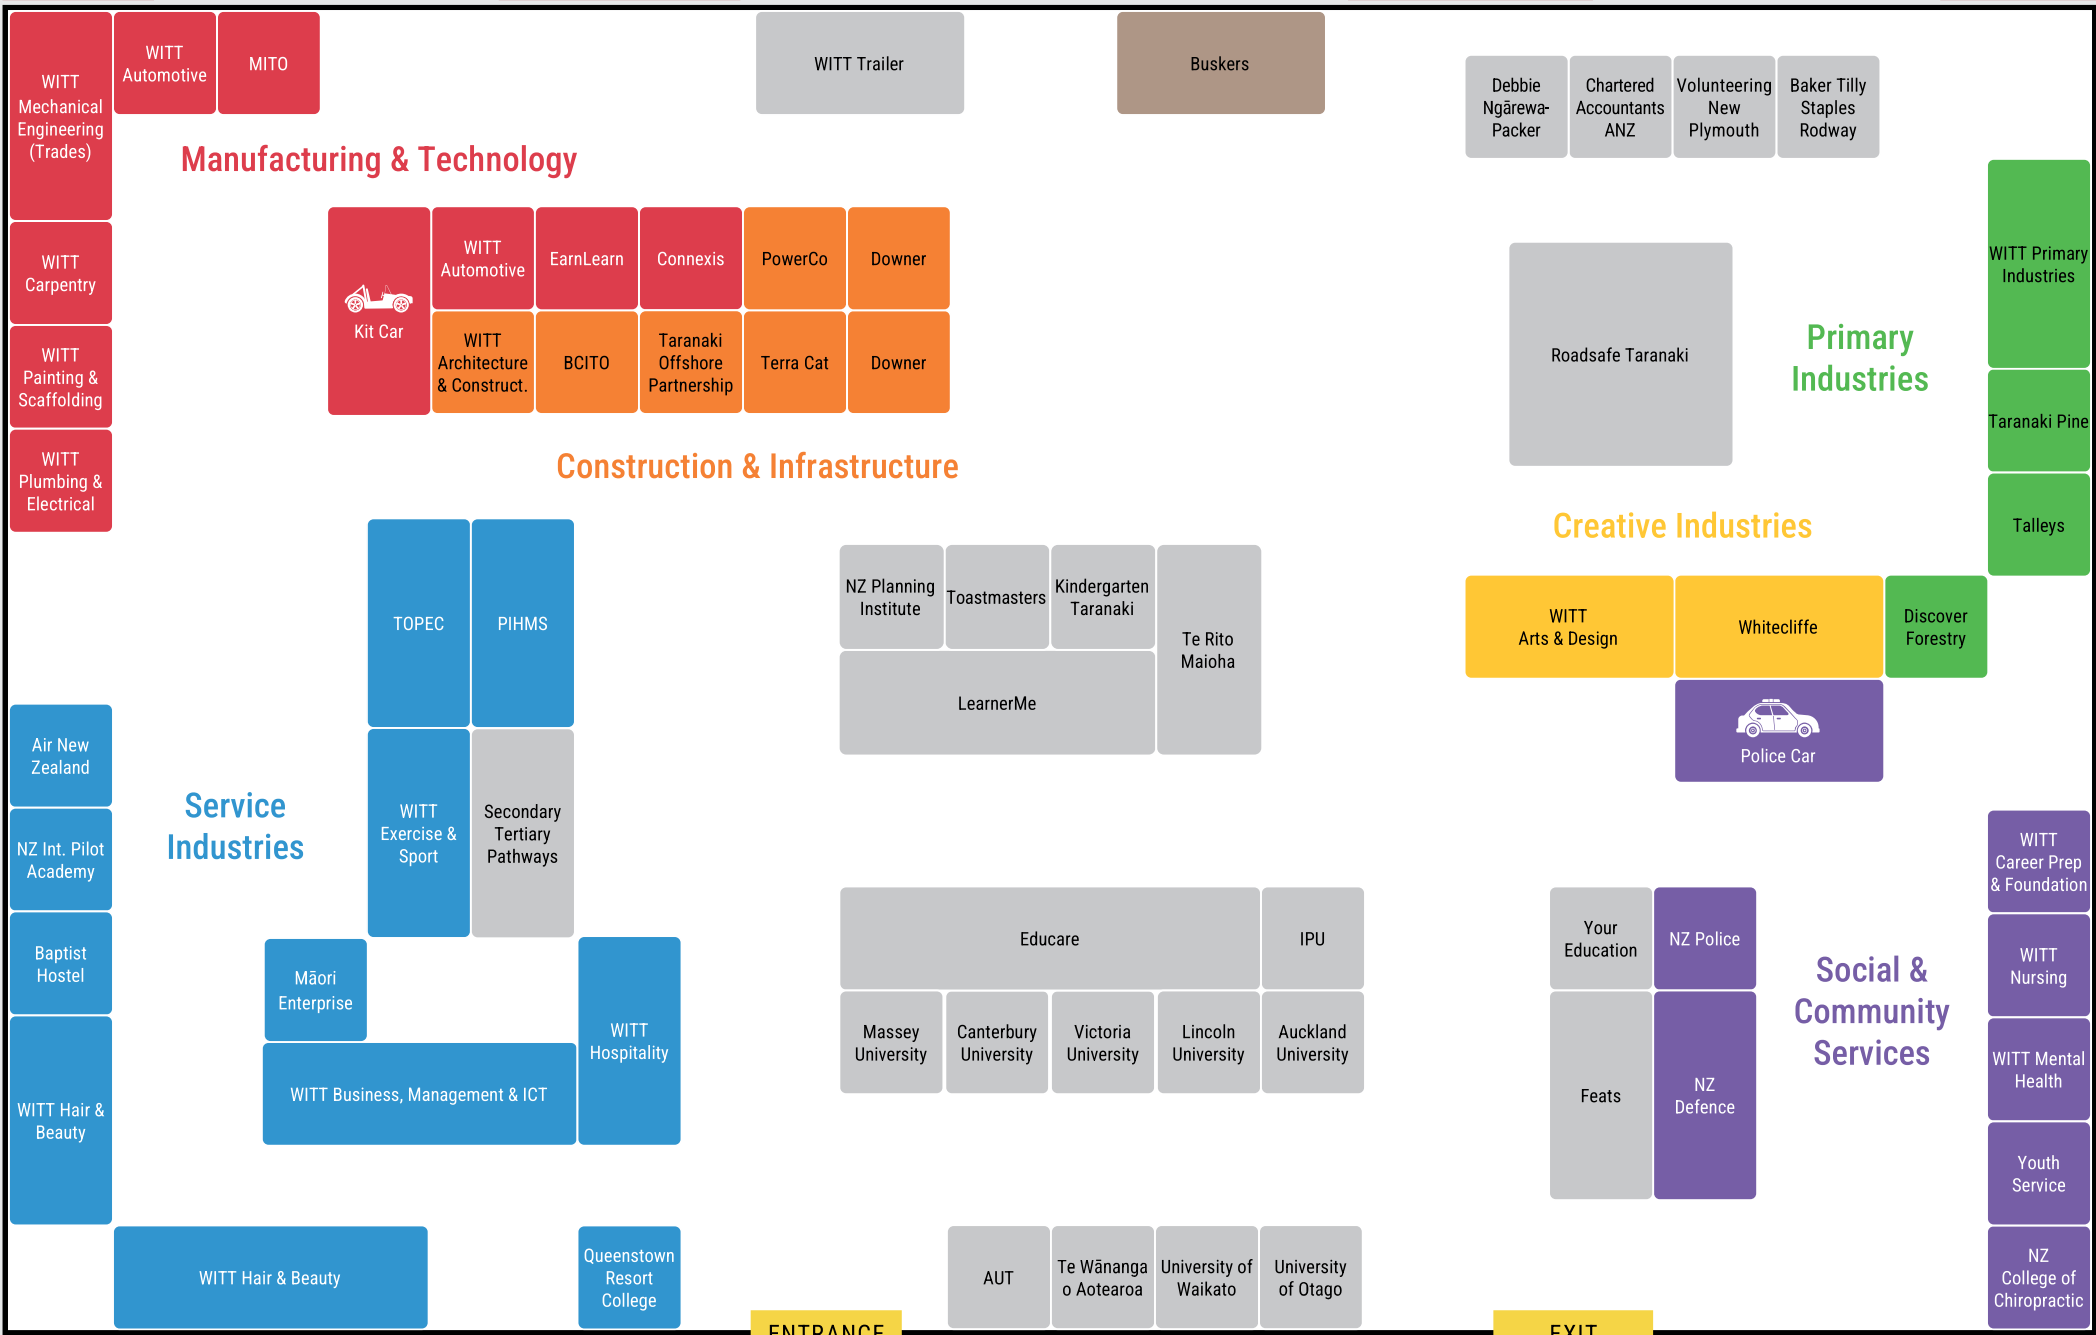 WITT
Mechanical
Engineering
(Trades)
WITT
Automotive
MITO
WITT Trailer
Buskers
Debbie
Ngārewa-
Packer
Chartered
Accountants
ANZ
Volunteering
New
Plymouth
Baker Tilly
Staples
Rodway
Manufacturing & Technology
WITT
Carpentry
WITT
Painting &
Scaffolding
WITT
Plumbing &
Electrical
Kit Car
WITT
Automotive
EarnLearn
Connexis
PowerCo
Downer
WITT
Architecture
& Construct.
BCITO
Taranaki
Offshore
Partnership
Terra Cat
Downer
Construction & Infrastructure
Roadsafe Taranaki
Primary
Industries
WITT Primary
Industries
Taranaki Pine
Talleys
Creative Industries
WITT
Arts & Design
Whitecliffe
Discover
Forestry
Police Car
TOPEC
PIHMS
WITT
Exercise &
Sport
Secondary
Tertiary
Pathways
NZ Planning
Institute
Toastmasters
Kindergarten
Taranaki
Te Rito
Maioha
LearnerMe
Air New
Zealand
NZ Int. Pilot
Academy
Baptist
Hostel
WITT Hair &
Beauty
Service
Industries
Māori
Enterprise
WITT Business, Management & ICT
WITT
Hospitality
WITT Hair & Beauty
Queenstown
Resort
College
Educare
IPU
Massey
University
Canterbury
University
Victoria
University
Lincoln
University
Auckland
University
AUT
Te Wānanga
o Aotearoa
University of
Waikato
University
of Otago
Your
Education
NZ Police
Feats
NZ
Defence
Social &
Community
Services
WITT
Career Prep
& Foundation
WITT
Nursing
WITT Mental
Health
Youth
Service
NZ
College of
Chiropractic
ENTRANCE
EXIT